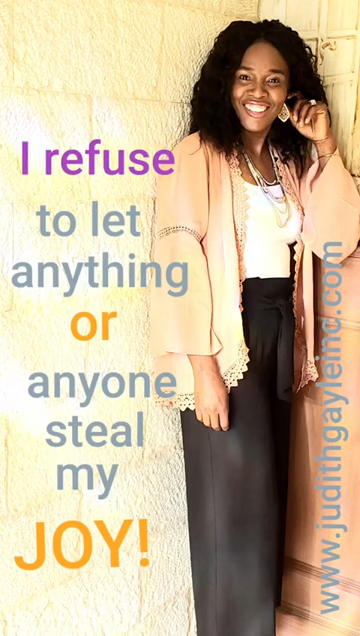 I refuse
to let
anything
or
anyone
steal
my
JOY!
www.judithgayleinc.com